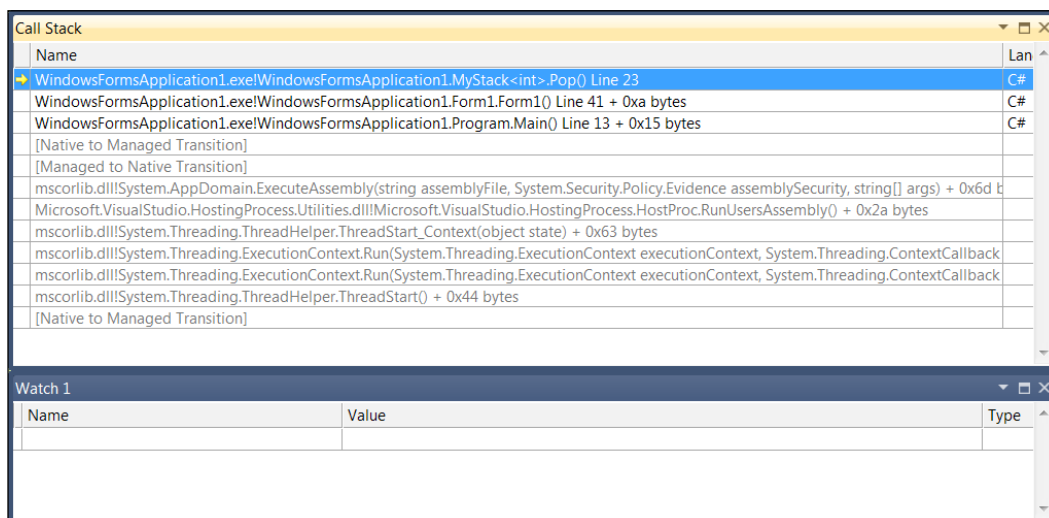 Call Stack
Name Lan
WindowsFormsApplication1.exe!WindowsFormsApplication1.MyStack<int>.Pop() Line 23 C#
WindowsFormsApplication1.exe!WindowsFormsApplication1.Form1.Form1() Line 41 + 0xa bytes C#
WindowsFormsApplication1.exe!WindowsFormsApplication1.Program.Main() Line 13 + 0x15 bytes C#
[Native to Managed Transition]
[Managed to Native Transition]
mscorlib.dll!System.AppDomain.ExecuteAssembly(string assemblyFile, System.Security.Policy.Evidence assemblySecurity, string[] args) + 0x6d b
Microsoft.VisualStudio.HostingProcess.Utilities.dll!Microsoft.VisualStudio.HostingProcess.HostProc.RunUsersAssembly() + 0x2a bytes
mscorlib.dll!System.Threading.ThreadHelper.ThreadStart_Context(object state) + 0x63 bytes
mscorlib.dll!System.Threading.ExecutionContext.Run(System.Threading.ExecutionContext executionContext, System.Threading.ContextCallback
mscorlib.dll!System.Threading.ExecutionContext.Run(System.Threading.ExecutionContext executionContext, System.Threading.ContextCallback
mscorlib.dll!System.Threading.ThreadHelper.ThreadStart() + 0x44 bytes
[Native to Managed Transition]
Watch 1
Name Value Type